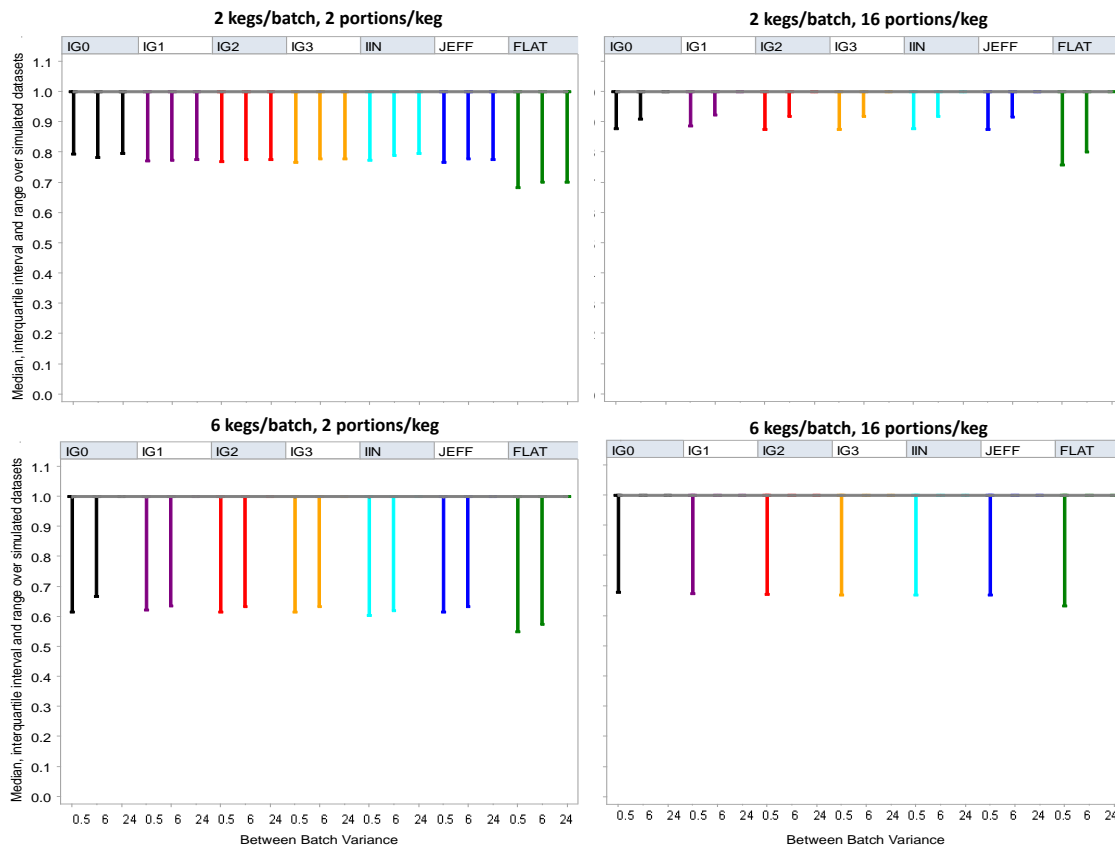 2 kegs/batch, 2 portions/keg
IG0 IG1 IG2 IG3 IIN JEFF FLAT
Median, interquartile interval and range over simulated datasets
1.1
1.0
0.9
0.8
0.7
0.6
0.5
0.4
0.3
0.2
0.1
0.0
2 kegs/batch, 16 portions/keg
IG0 IG1 IG2 IG3 IIN JEFF FLAT
6 kegs/batch, 2 portions/keg
IG0 IG1 IG2 IG3 IIN JEFF FLAT
Median, interquartile interval and range over simulated datasets
1.1
1.0
0.9
0.8
0.7
0.6
0.5
0.4
0.3
0.2
0.1
0.0
0.5 6 24 0.5 6 24 0.5 6 24 0.5 6 24 0.5 6 24 0.5 6 24 0.5 6 24
Between Batch Variance
6 kegs/batch, 16 portions/keg
IG0 IG1 IG2 IG3 IIN JEFF FLAT
0.5 6 24 0.5 6 24 0.5 6 24 0.5 6 24 0.5 6 24 0.5 6 24 0.5 6 24
Between Batch Variance